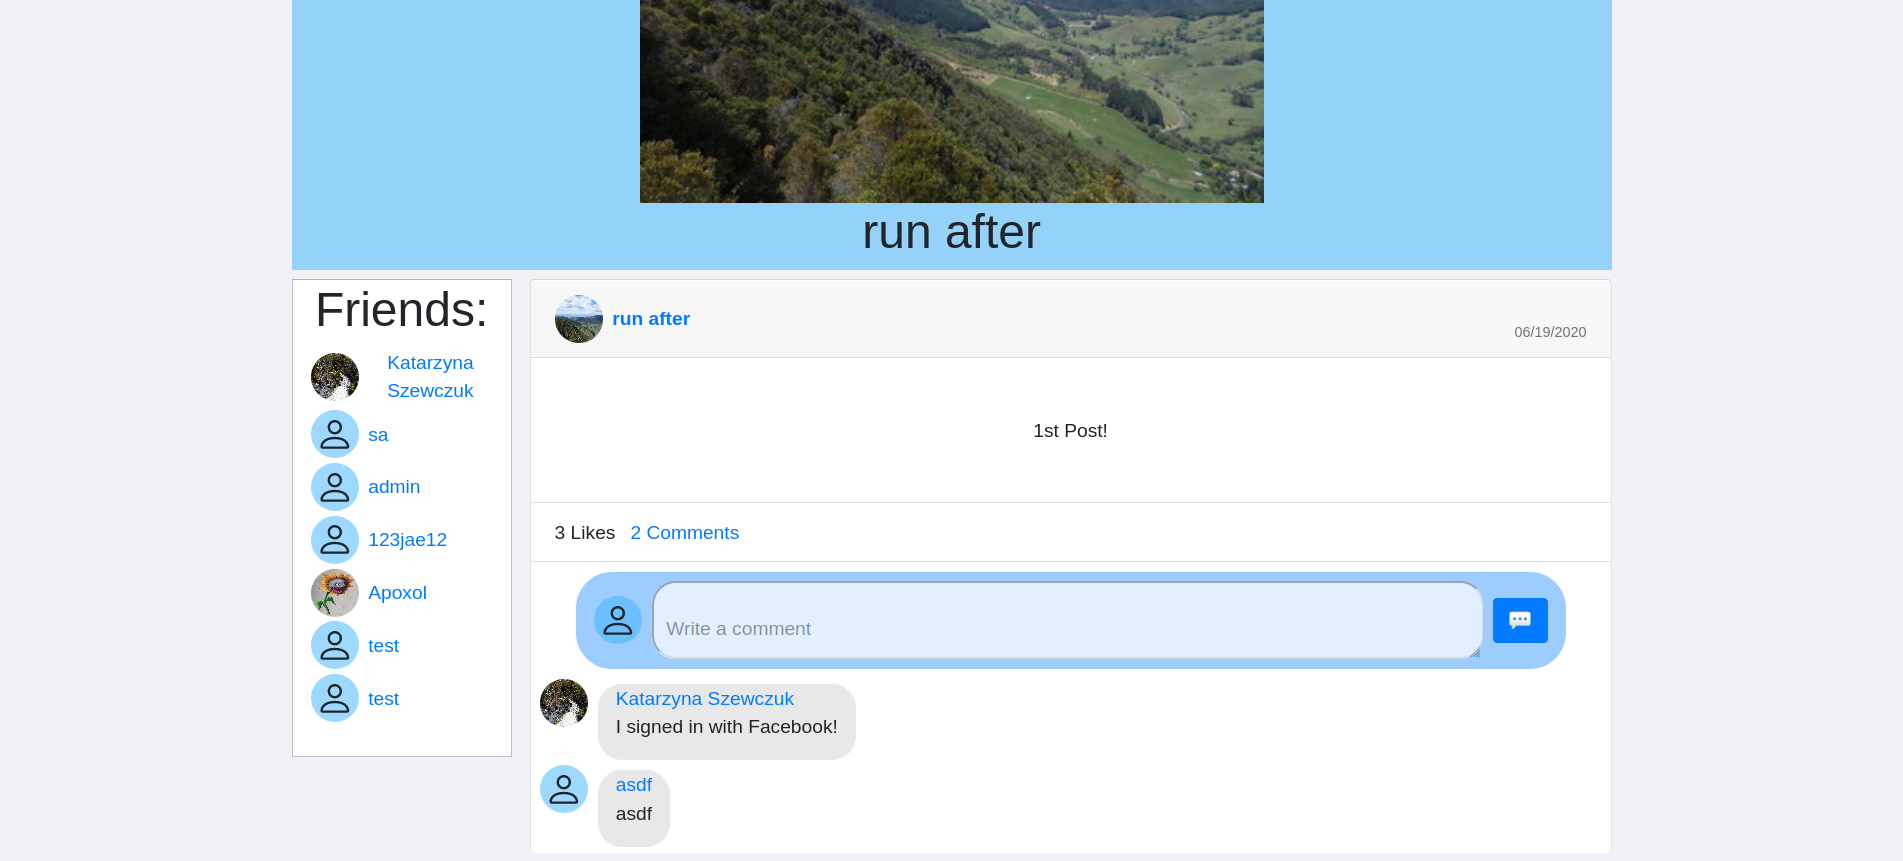 run after
Friends:
Katarzyna
Szewczuk
sa
admin
123jae12
Apoxol
test
test
run after
06/19/2020
1st Post!
3 Likes 2 Comments
Write a comment
Katarzyna Szewczuk
I signed in with Facebook!
asdf
asdf